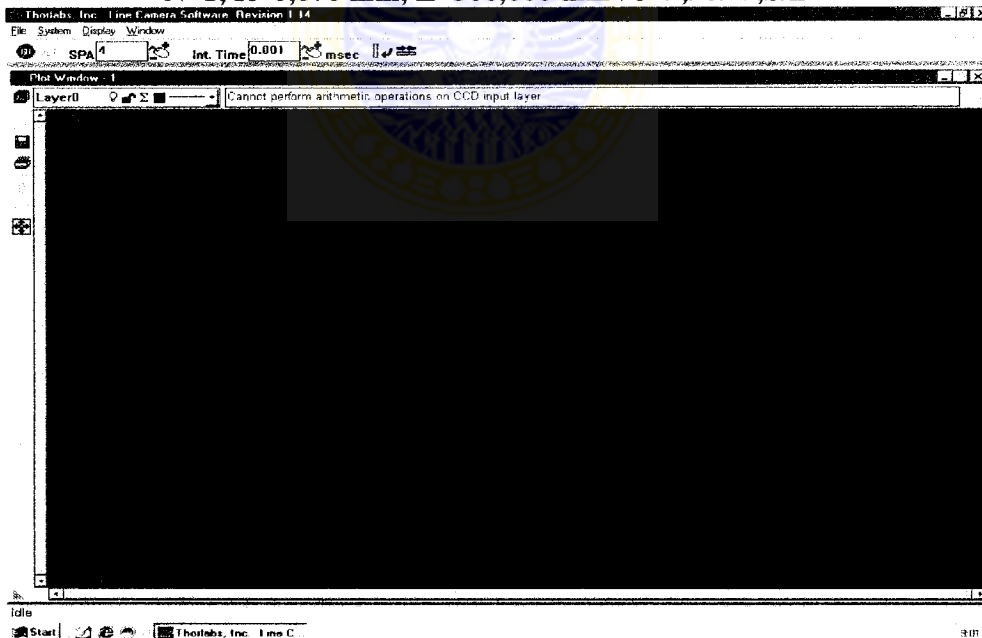 Thorlabs, Inc. Line Camera Software Revision 1.14
File System Display Window
SPA 4 Int. Time 0.001 msec
Plot Window - 1
Layer0 Σ Cannot perform arithmetic operations on CCD input layer
Idle
Start Thorlabs, Inc. Line C...